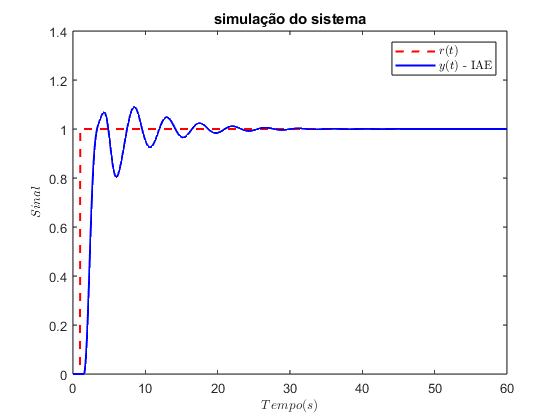 simulação do sistema
r(t)
y(t) - IAE
1.4
1.2
1
0.8
0.6
0.4
0.2
0
Sinal
0 10 20 30 40 50 60
Tempo(s)